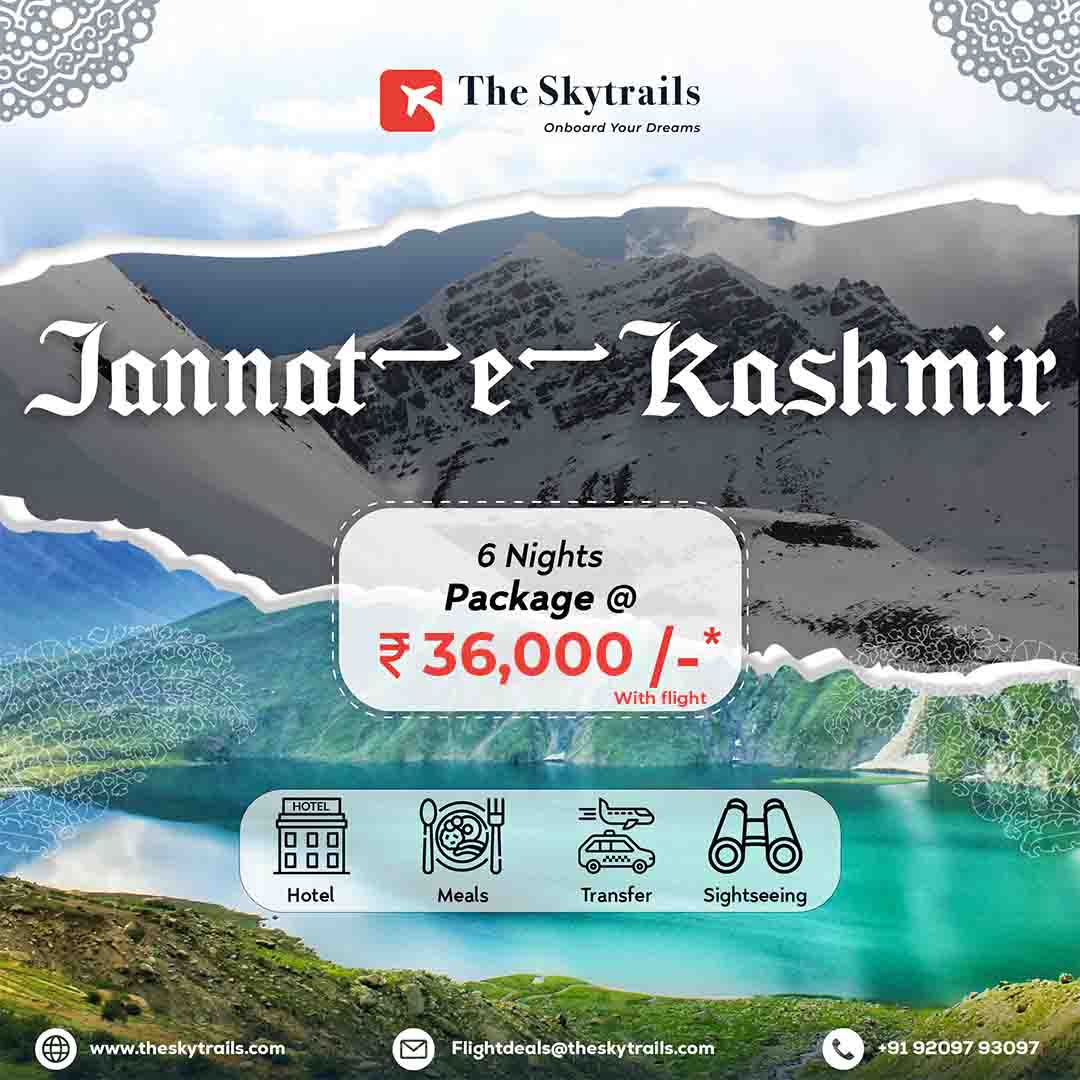 The Skytrails
Onboard Your Dreams
Jannat-e-Kashmir
6 Nights
Package @
₹ 36,000 /-*
With flight
HOTEL
Hotel Meals Transfer Sightseeing
www.theskytrails.com Flightdeals@theskytrails.com +91 92097 93097